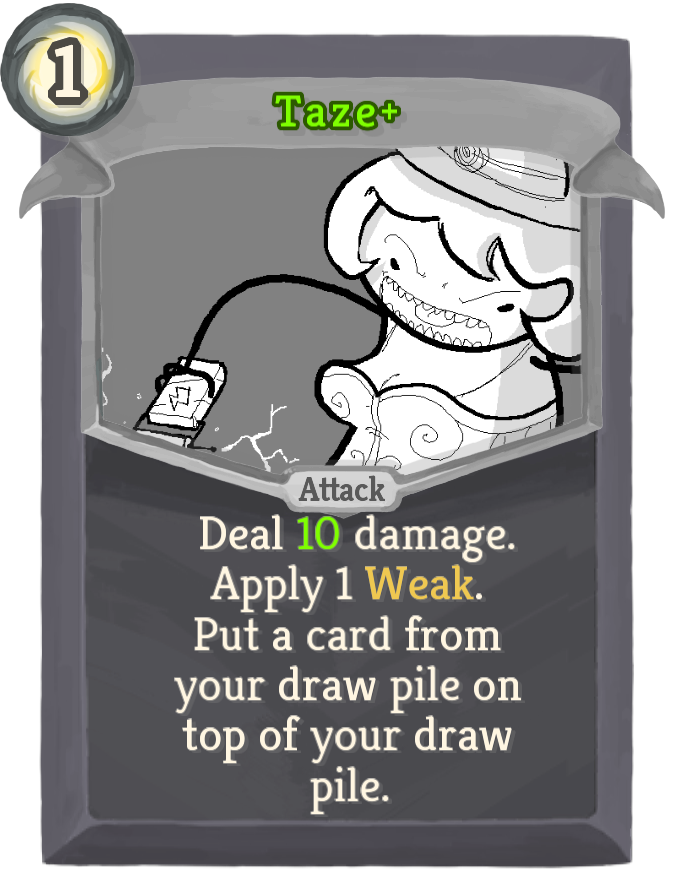 1
Taze+
Attack
Deal 10 damage.
Apply 1 Weak.
Put a card from
your draw pile on
top of your draw
pile.